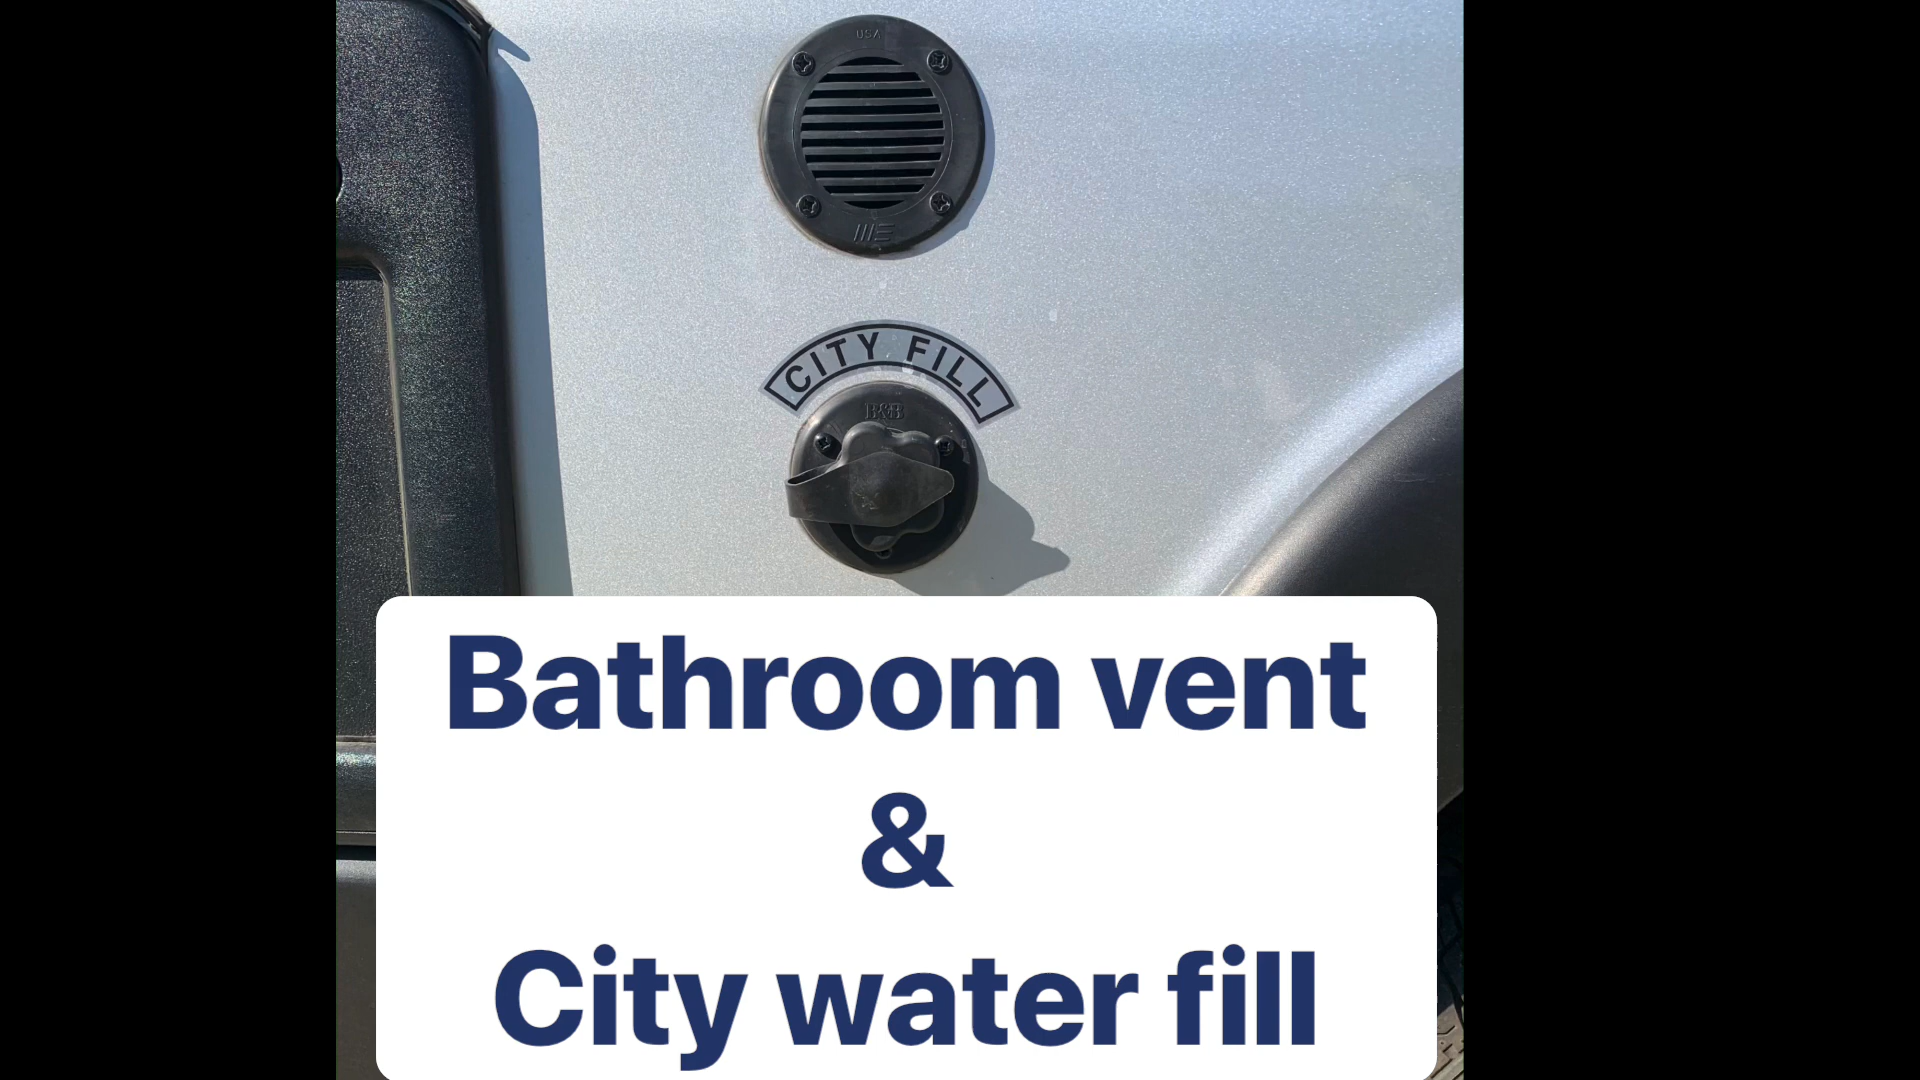 USA
CITY FILL
B&B
Bathroom vent
&
City water fill